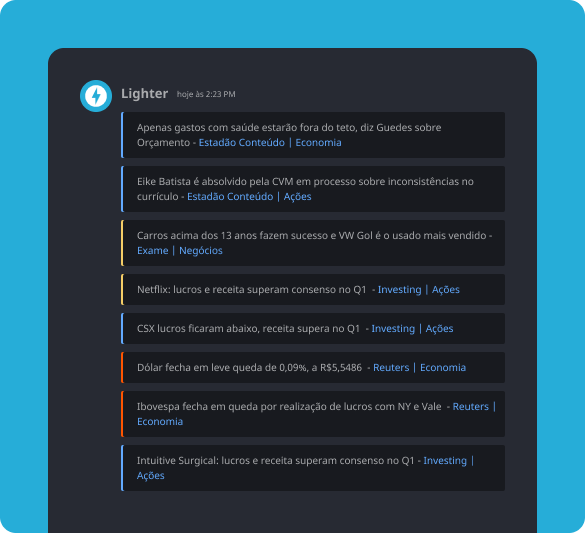 Lighter hoje às 2:23 PM
Apenas gastos com saúde estarão fora do teto, diz Guedes sobre
Orçamento - Estadão Conteúdo | Economia
Eike Batista é absolvido pela CVM em processo sobre inconsistências no
currículo - Estadão Conteúdo | Ações
Carros acima dos 13 anos fazem sucesso e VW Gol é o usado mais vendido -
Exame | Negócios
Netflix: lucros e receita superam consenso no Q1 - Investing | Ações
CSX lucros ficaram abaixo, receita supera no Q1 - Investing | Ações
Dólar fecha em leve queda de 0,09%, a R$5,5486 - Reuters | Economia
Ibovespa fecha em queda por realização de lucros com NY e Vale - Reuters |
Economia
Intuitive Surgical: lucros e receita superam consenso no Q1 - Investing |
Ações